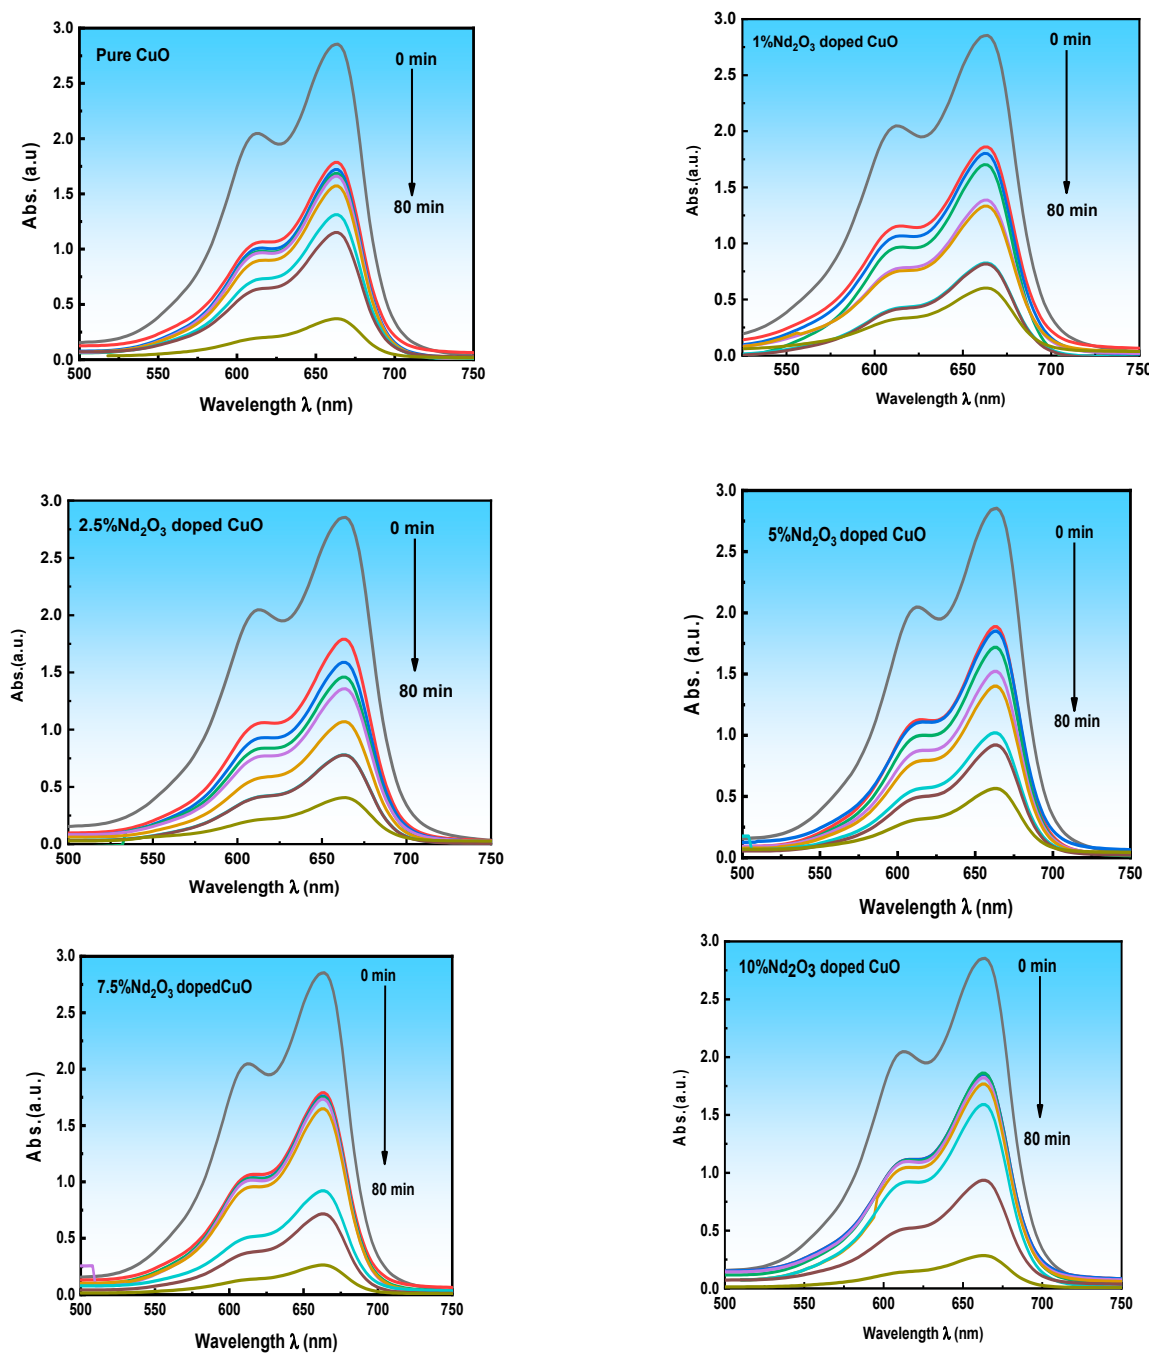 Pure CuO
0 min
80 min
3.0
2.5
2.0
1.5
1.0
0.5
0.0
500 550 600 650 700 750
Abs. (a.u)
Wavelength λ (nm)
1%Nd₂O₃ doped CuO
0 min
80 min
3.0
2.5
2.0
1.5
1.0
0.5
0.0
550 600 650 700 750
Abs.(a.u.)
Wavelength λ (nm)
2.5%Nd₂O₃ doped CuO
0 min
80 min
3.0
2.5
2.0
1.5
1.0
0.5
0.0
500 550 600 650 700 750
Abs.(a.u.)
Wavelength λ (nm)
5%Nd₂O₃ doped CuO
0 min
80 min
3.0
2.5
2.0
1.5
1.0
0.5
0.0
500 550 600 650 700 750
Abs. (a.u.)
Wavelength λ (nm)
7.5%Nd₂O₃ dopedCuO
0 min
80 min
3.0
2.5
2.0
1.5
1.0
0.5
0.0
500 550 600 650 700 750
Abs.(a.u.)
Wavelength λ (nm)
10%Nd2O3 doped CuO
0 min
80 min
3.0
2.5
2.0
1.5
1.0
0.5
0.0
500 550 600 650 700 750
Abs.(a.u.)
Wavelength λ (nm)